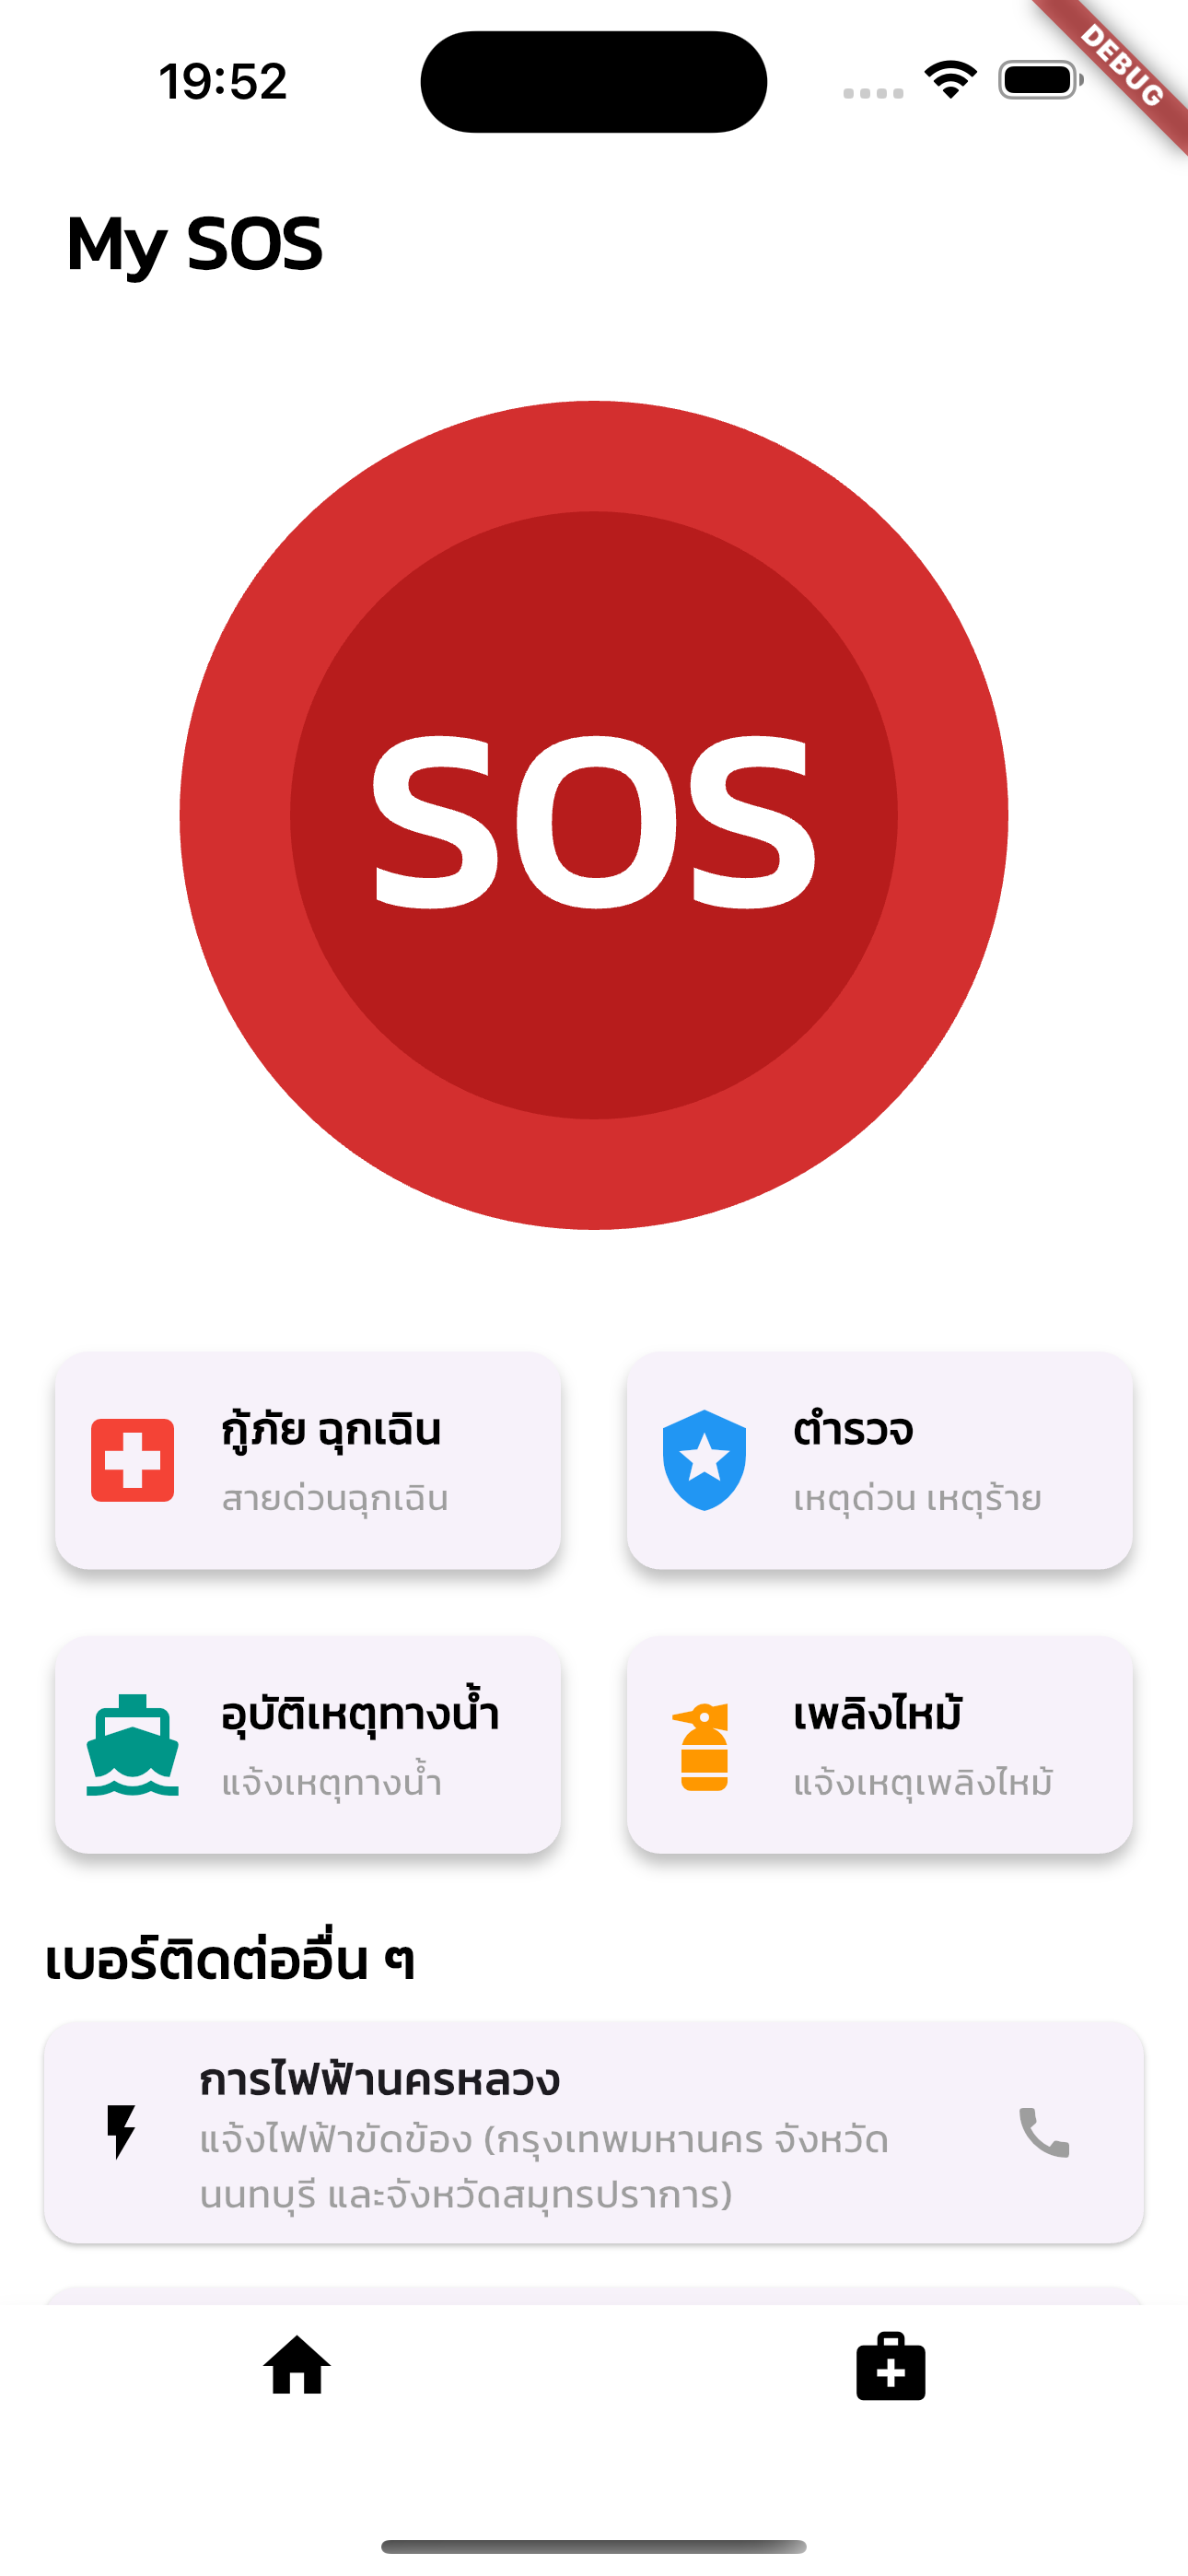 19:52
DEBUG
My SOS
SOS
กู้ภัย ฉุกเฉิน
สายด่วนฉุกเฉิน
ตำรวจ
เหตุด่วน เหตุร้าย
อุบัติเหตุทางน้ำ
แจ้งเหตุทางน้ำ
เพลิงไหม้
แจ้งเหตุเพลิงไหม้
เบอร์ติดต่ออื่น ๆ
การไฟฟ้านครหลวง
แจ้งไฟฟ้าขัดข้อง (กรุงเทพมหานคร จังหวัด
นนทบุรี และจังหวัดสมุทรปราการ)